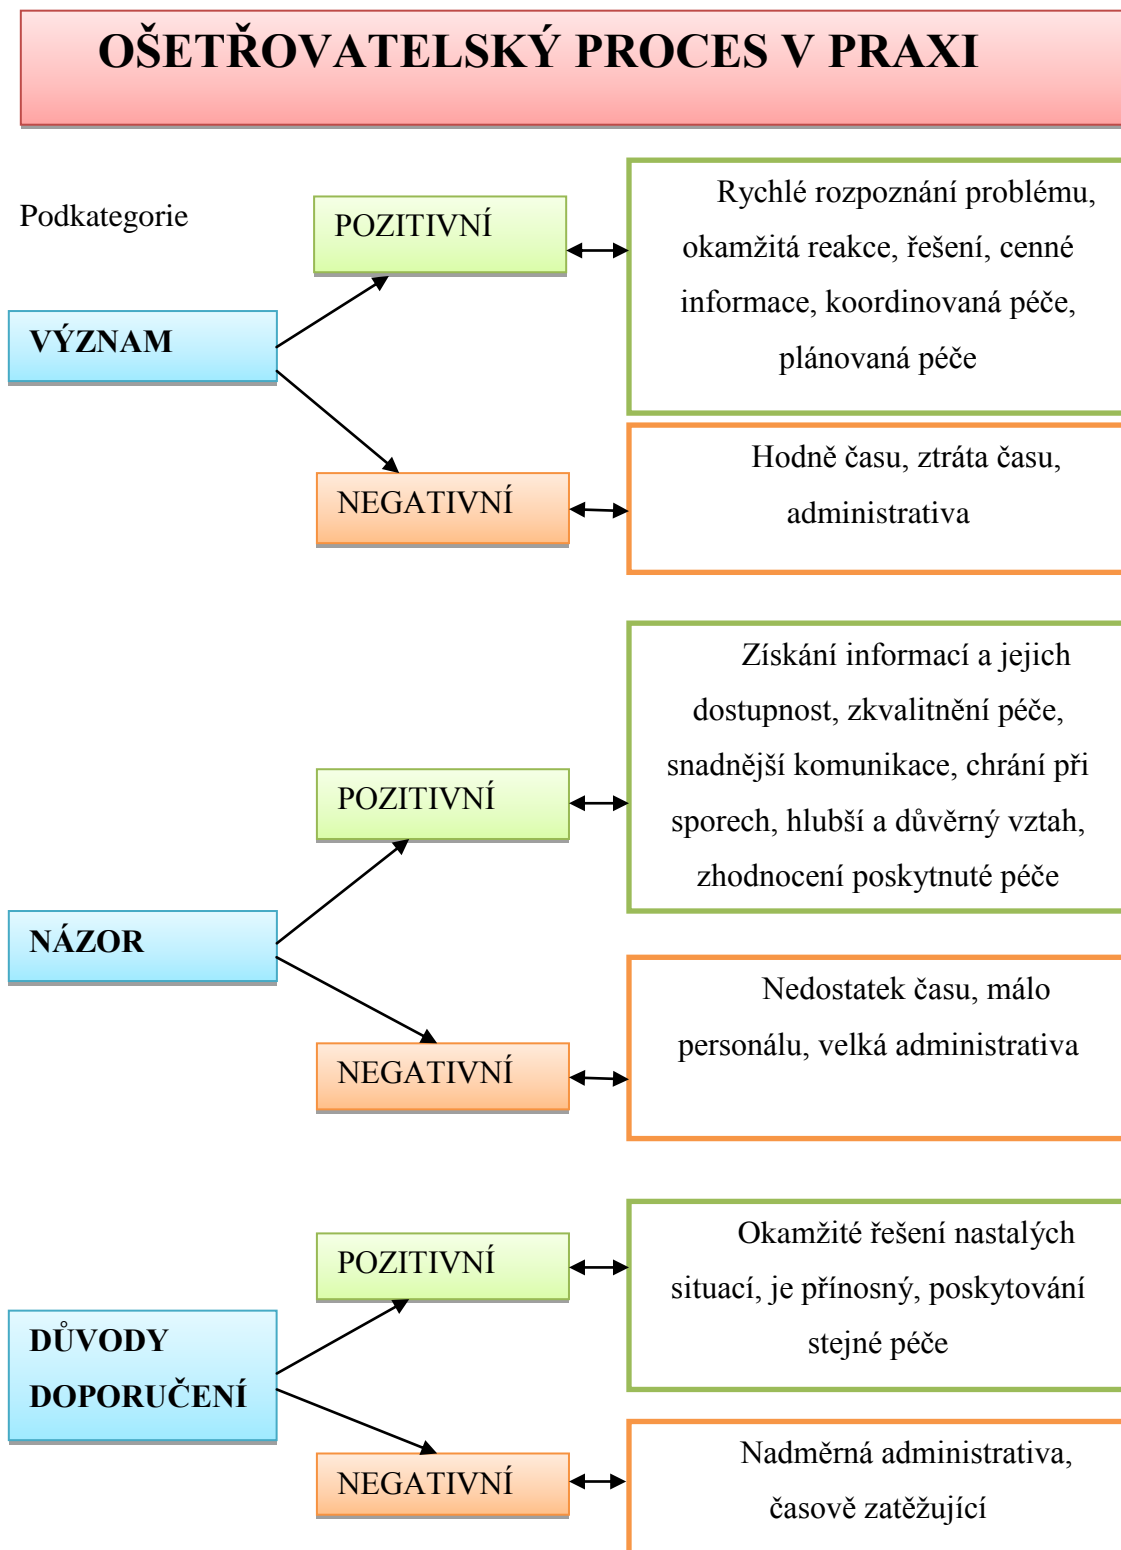 OŠETŘOVATELSKÝ PROCES V PRAXI
Podkategorie
VÝZNAM
POZITIVNÍ
Rychlé rozpoznání problému,
okamžitá reakce, řešení, cenné
informace, koordinovaná péče,
plánovaná péče
NEGATIVNÍ
Hodně času, ztráta času,
administrativa
NÁZOR
POZITIVNÍ
Získání informací a jejich
dostupnost, zkvalitnění péče,
snadnější komunikace, chrání při
sporech, hlubší a důvěrný vztah,
zhodnocení poskytnuté péče
NEGATIVNÍ
Nedostatek času, málo
personálu, velká administrativa
DŮVODY
DOPORUČENÍ
POZITIVNÍ
Okamžité řešení nastalých
situací, je přínosný, poskytování
stejné péče
NEGATIVNÍ
Nadměrná administrativa,
časově zatěžující